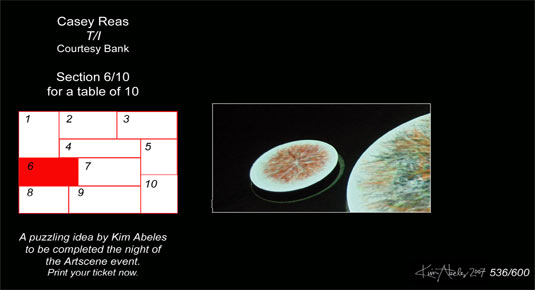 Casey Reas
T/I
Courtesy Bank
Section 6/10
for a table of 10
1
2
3
4
5
6
7
8
9
10
A puzzling idea by Kim Abeles
to be completed the night of
the Artscene event.
Print your ticket now.
Kim Abeles 2007 536/600